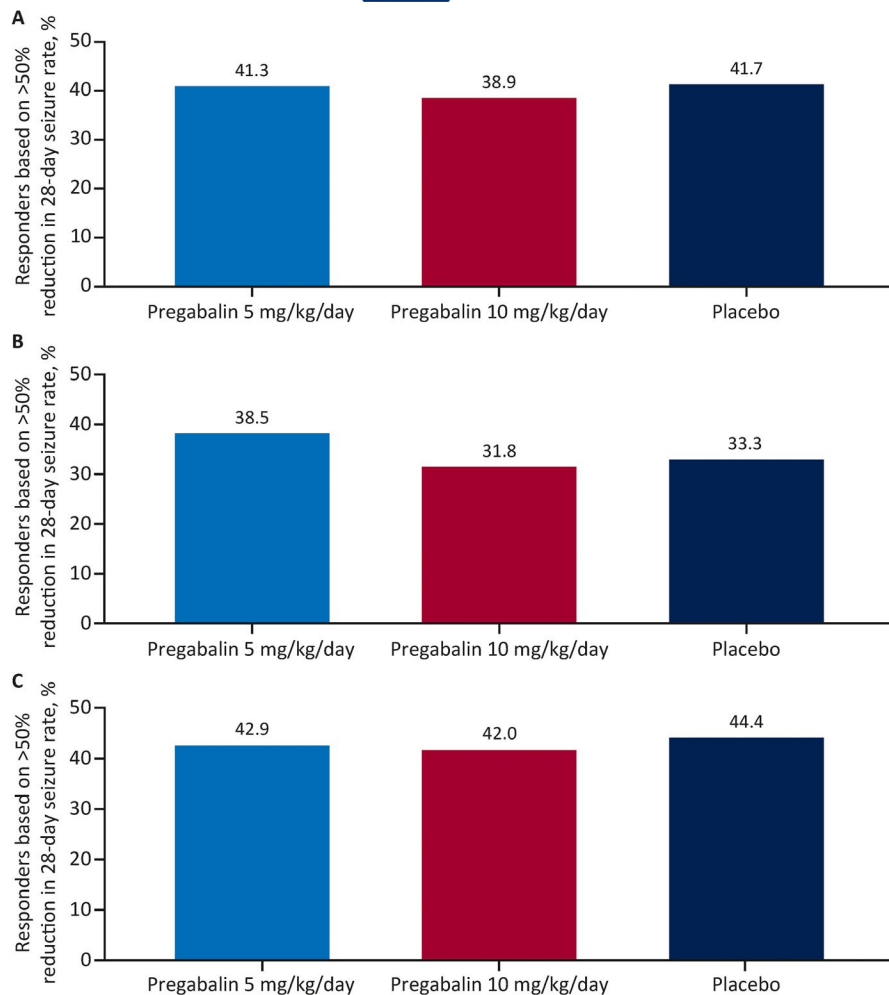 A
Responders based on >50%
reduction in 28-day seizure rate, %
50
40
30
20
10
0
41.3
38.9
41.7
Pregabalin 5 mg/kg/day
Pregabalin 10 mg/kg/day
Placebo
B
Responders based on >50%
reduction in 28-day seizure rate, %
50
40
30
20
10
0
38.5
31.8
33.3
Pregabalin 5 mg/kg/day
Pregabalin 10 mg/kg/day
Placebo
C
Responders based on >50%
reduction in 28-day seizure rate, %
50
40
30
20
10
0
42.9
42.0
44.4
Pregabalin 5 mg/kg/day
Pregabalin 10 mg/kg/day
Placebo